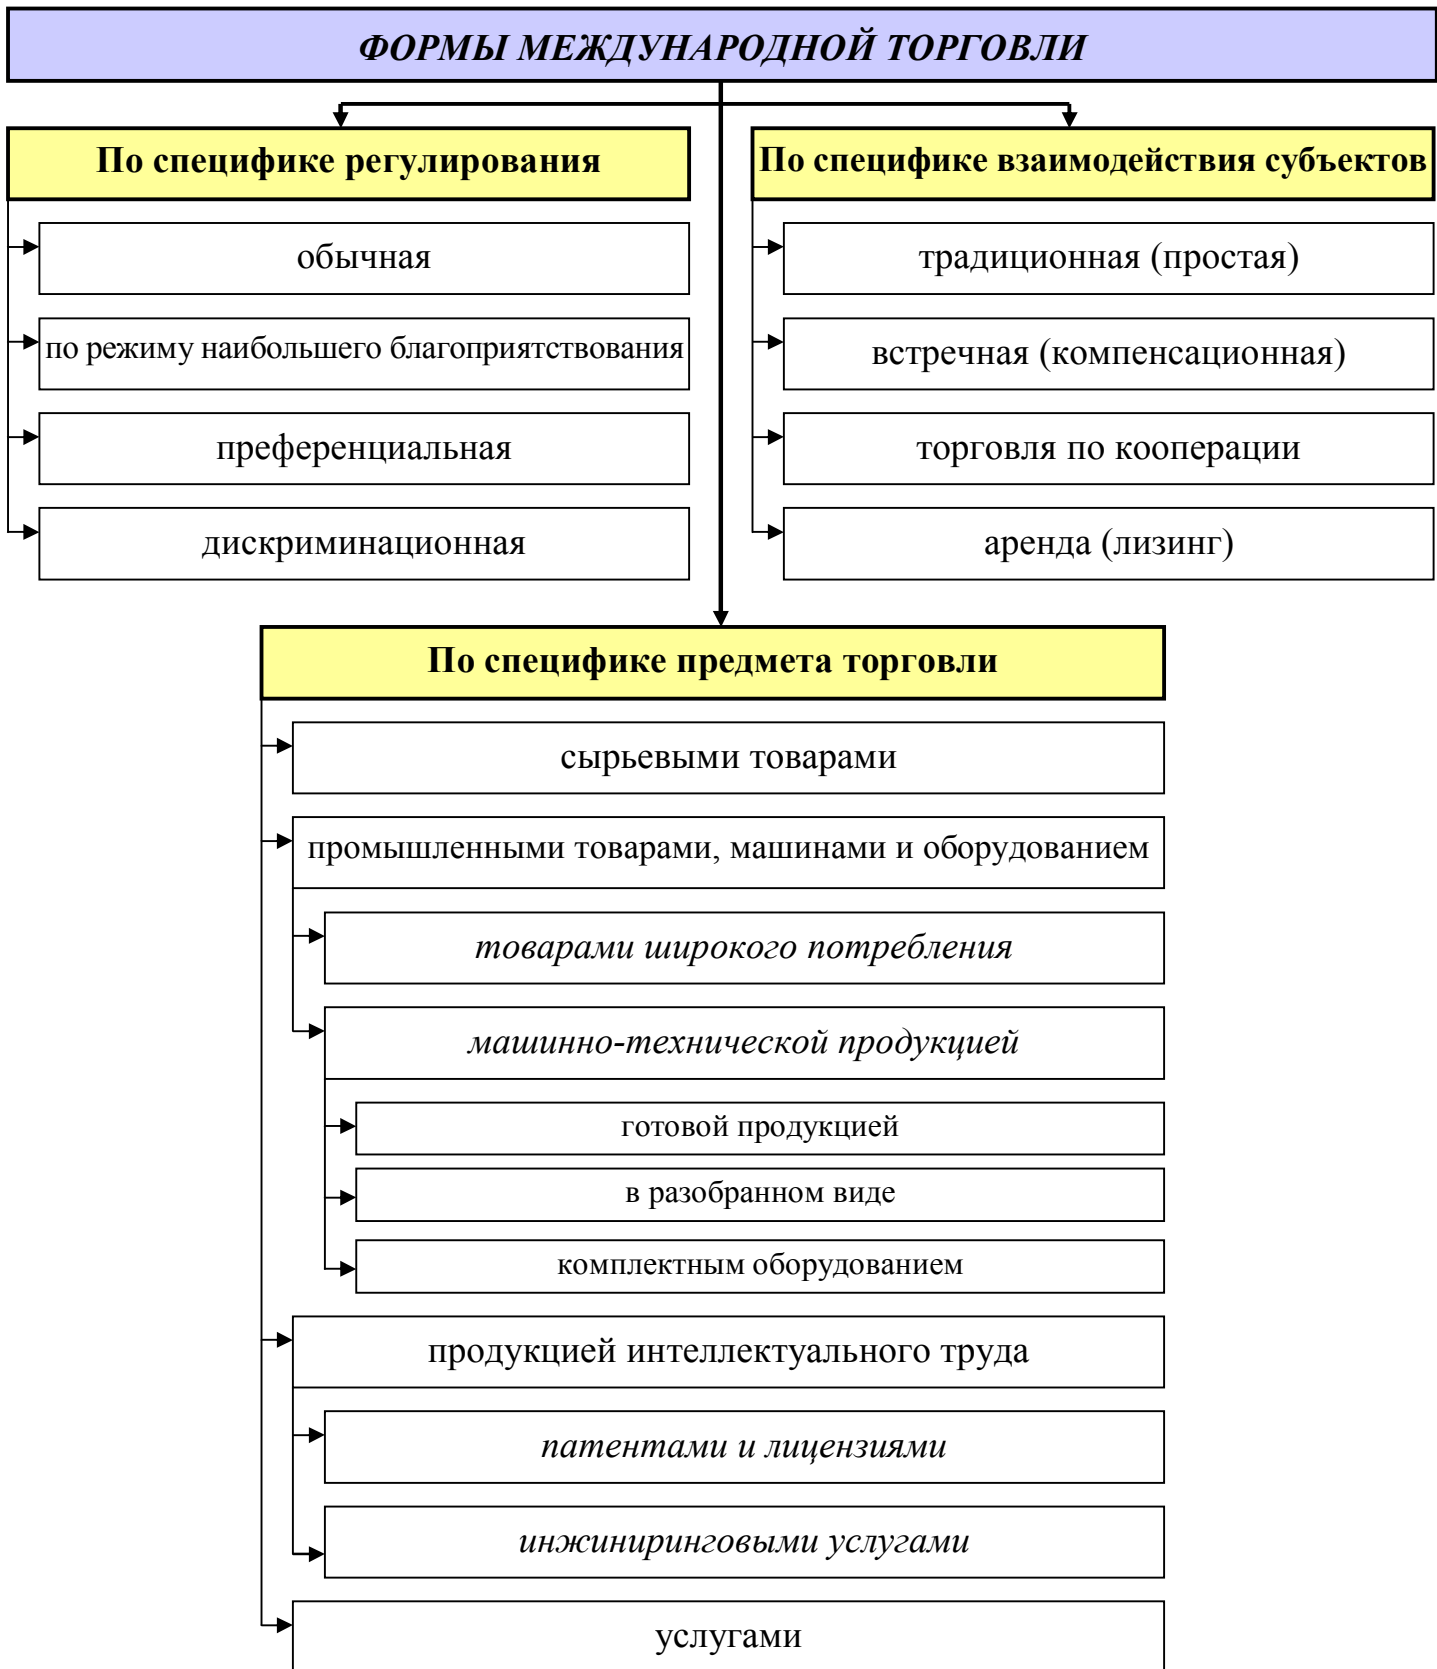 ФОРМЫ МЕЖДУНАРОДНОЙ ТОРГОВЛИ
По специфике регулирования
обычная
по режиму наибольшего благоприятствования
преференциальная
дискриминационная
По специфике взаимодействия субъектов
традиционная (простая)
встречная (компенсационная)
торговля по кооперации
аренда (лизинг)
По специфике предмета торговли
сырьевыми товарами
промышленными товарами, машинами и оборудованием
товарами широкого потребления
машинно-технической продукцией
готовой продукцией
в разобранном виде
комплектным оборудованием
продукцией интеллектуального труда
патентами и лицензиями
инжиниринговыми услугами
услугами